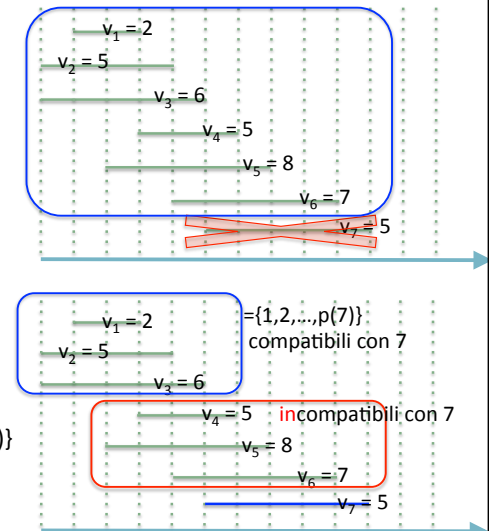 v1 = 2
v2 = 5
v3 = 6
v4 = 5
v5 = 8
v6 = 7
v7 = 5
={1,2,...,p(7)}
compatibili con 7
v1 = 2
v2 = 5
v3 = 6
v4 = 5 incompatibili con 7
)}
v5 = 8
v6 = 7
v7 = 5